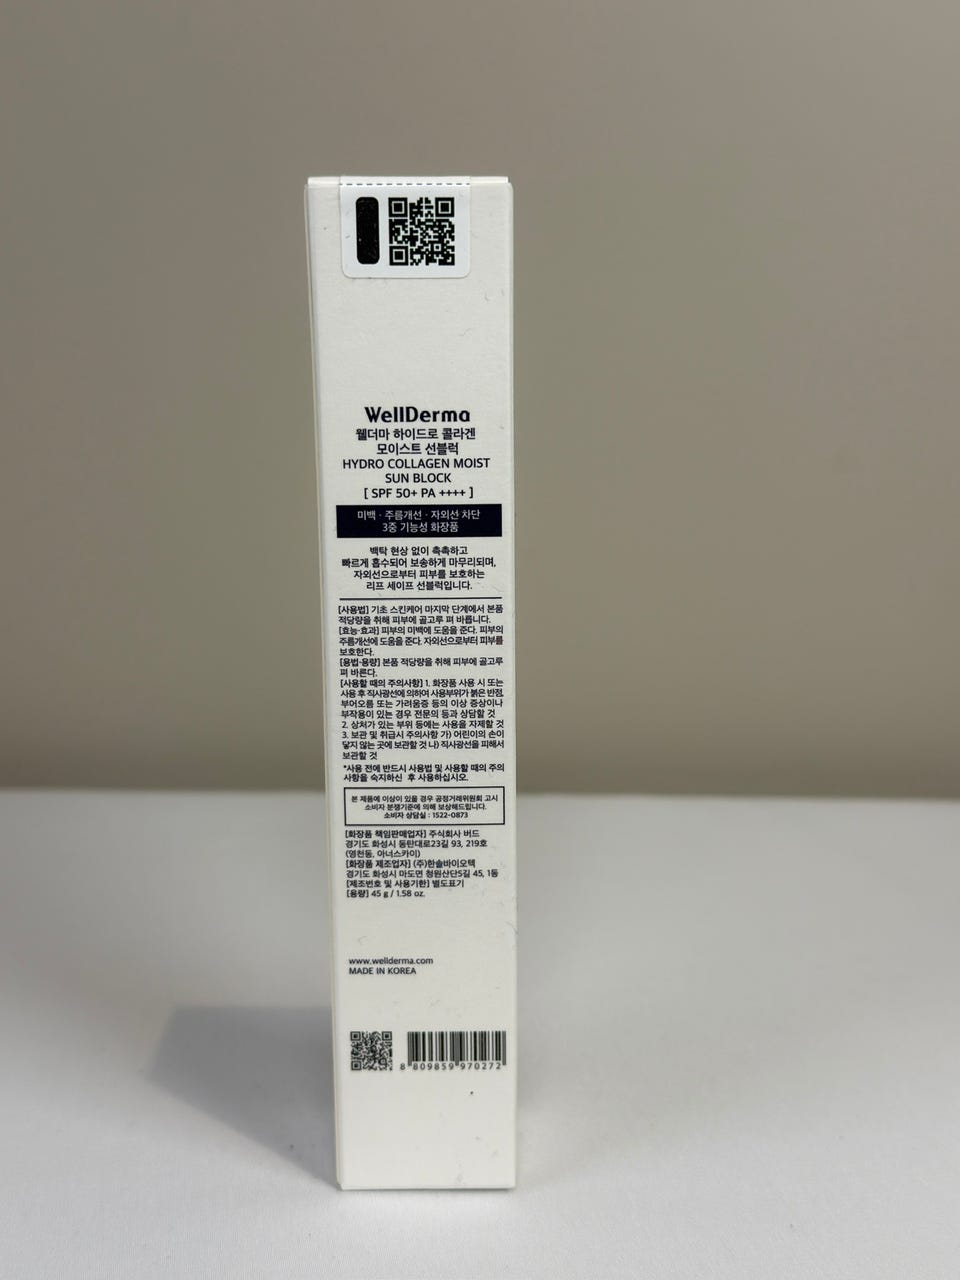 WellDerma
웰더마 하이드로 콜라겐
모이스트 선블럭
HYDRO COLLAGEN MOIST
SUN BLOCK
[ SPF 50+ PA ++++ ]
미백 · 주름개선 · 자외선 차단
3중 기능성 화장품
백탁 현상 없이 촉촉하고
빠르게 흡수되어 보송하게 마무리되며,
자외선으로부터 피부를 보호하는
리프 세이프 선블럭입니다.
[사용법] 기초 스킨케어 마지막 단계에서 본품
적당량을 취해 피부에 골고루 펴 바릅니다.
[효능·효과] 피부의 미백에 도움을 준다. 피부의
주름개선에 도움을 준다. 자외선으로부터 피부를
보호한다.
[용법·용량] 본품 적당량을 취해 피부에 골고루
펴 바른다.
[사용할 때의 주의사항] 1. 화장품 사용 시 또는
사용 후 직사광선에 의하여 사용부위가 붉은 반점,
부어오름 또는 가려움증 등의 이상 증상이나
부작용이 있는 경우 전문의 등과 상담할 것
2. 상처가 있는 부위 등에는 사용을 자제할 것
3. 보관 및 취급시 주의사항 가) 어린이의 손이
닿지 않는 곳에 보관할 것 나) 직사광선을 피해서
보관할 것
*사용 전에 반드시 사용법 및 사용할 때의 주의
사항을 숙지하신 후 사용하십시오.
본 제품에 이상이 있을 경우 공정거래위원회 고시
소비자 분쟁기준에 의해 보상해드립니다.
소비자 상담실 : 1522-0873
[화장품 책임판매업자] 주식회사 버드
경기도 화성시 동탄대로23길 93, 219호
(영천동, 아너스카이)
[화장품 제조업자] (주)한솔바이오텍
경기도 화성시 마도면 청원산단5길 45, 1동
[제조번호 및 사용기한] 별도표기
[용량] 45 g / 1.58 oz.
www.wellderma.com
MADE IN KOREA
8 809859 970272